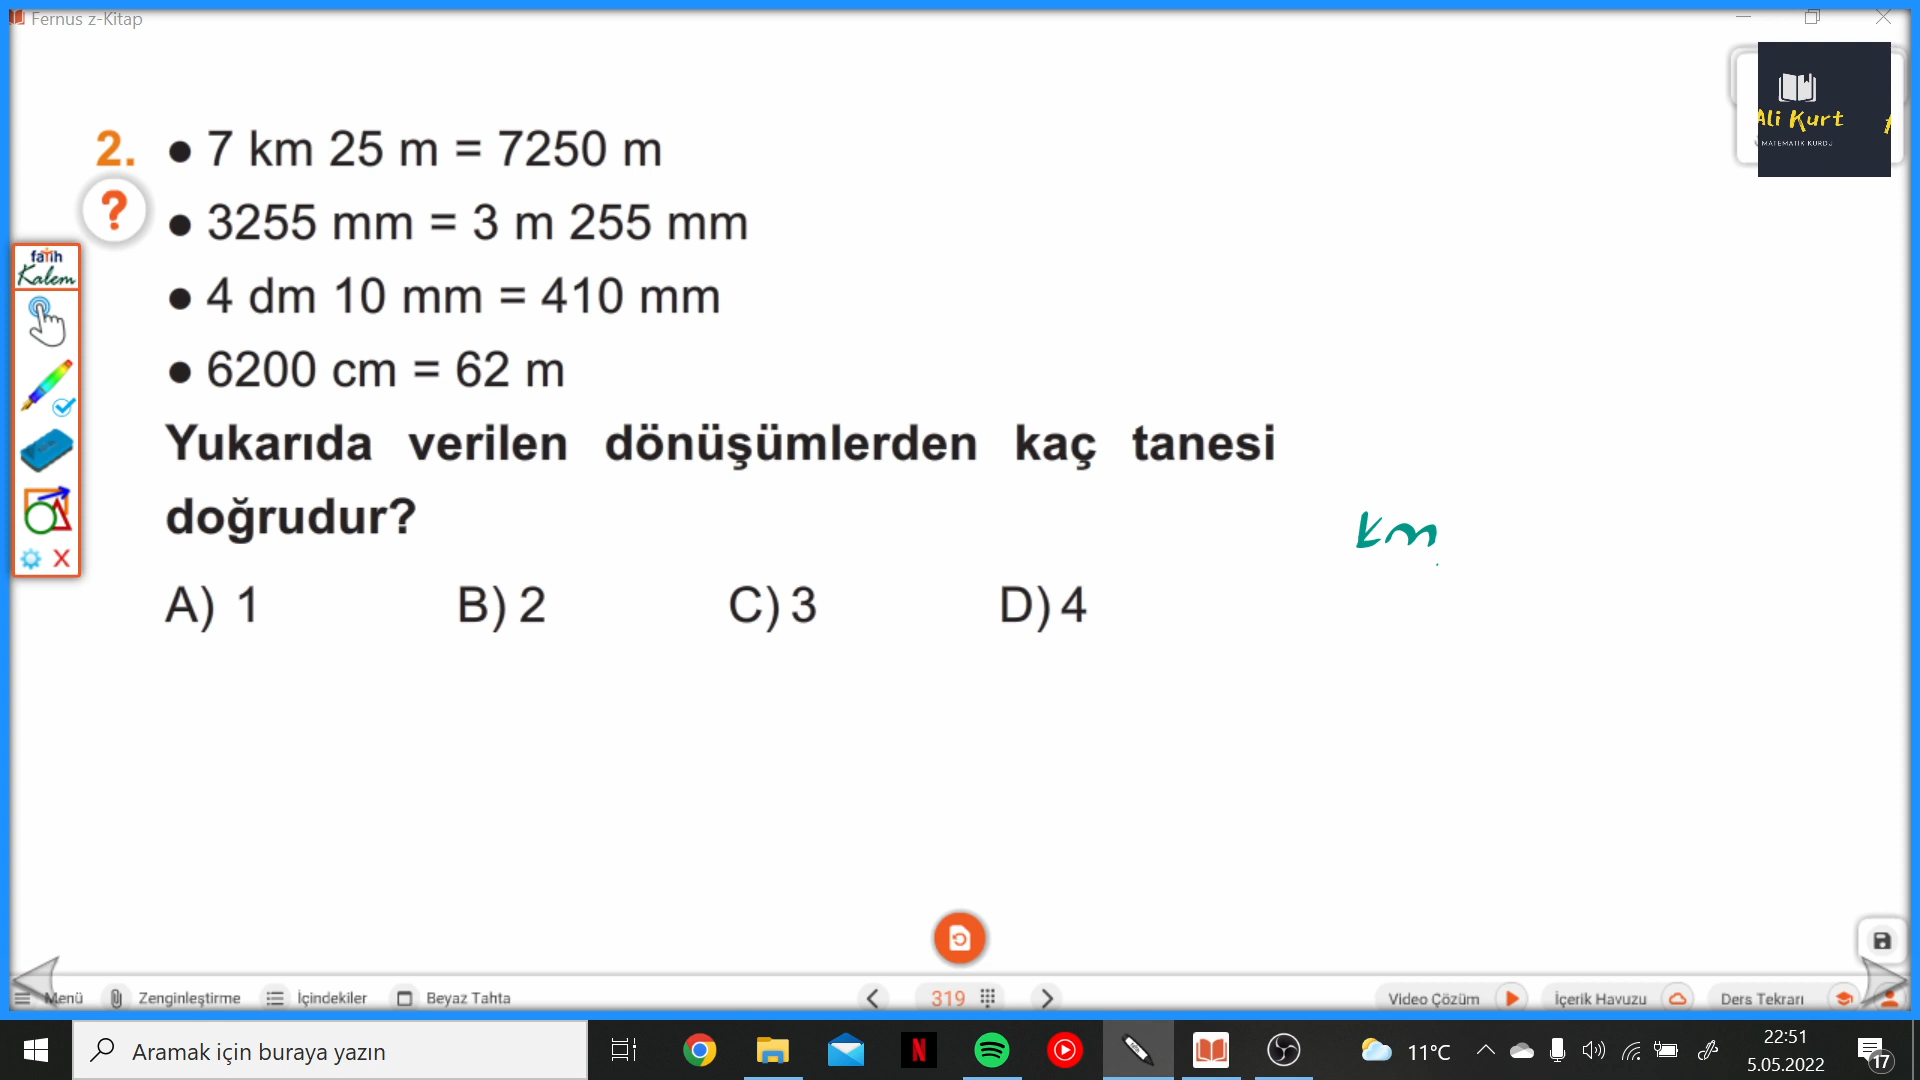 Fernus z-Kitap
Ali Kurt
MATEMATİK KURDU
2. ● 7 km 25 m = 7250 m
?
● 3255 mm = 3 m 255 mm
● 4 dm 10 mm = 410 mm
● 6200 cm = 62 m
Yukarıda verilen dönüşümlerden kaç tanesi
doğrudur?
km
A) 1 B) 2 C) 3 D) 4
fatih
Kalem
Menü Zenginleştirme İçindekiler Beyaz Tahta 319 Video Çözüm İçerik Havuzu Ders Tekrarı
Aramak için buraya yazın 11°C 22:51
5.05.2022 17